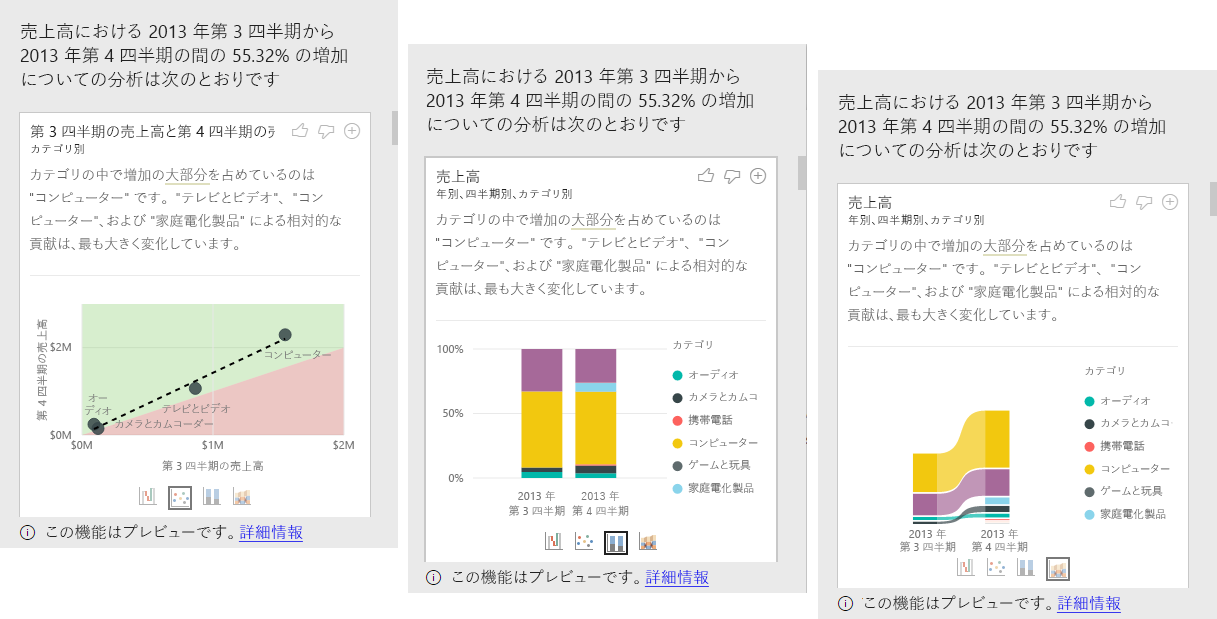 売上高における 2013 年第 3 四半期から
2013 年第 4 四半期の間の 55.32% の増加
についての分析は次のとおりです
第 3 四半期の売上高と第 4 四半期の
カテゴリ別
カテゴリの中で増加の大部分を占めているのは
"コンピューター" です。"テレビとビデオ"、"コン
ピューター"、および "家庭電化製品" による相対的な
貢献は、最も大きく変化しています。
第 4 四半期の売上高
$2M
$0M
コンピューター
オー
ディオ
テレビとビデオ
カメラとカムコーダー
$0M
$1M
$2M
第 3 四半期の売上高
この機能はプレビューです。詳細情報
売上高における 2013 年第 3 四半期から
2013 年第 4 四半期の間の 55.32% の増加
についての分析は次のとおりです
売上高
年別、四半期別、カテゴリ別
カテゴリの中で増加の大部分を占めているのは
"コンピューター" です。"テレビとビデオ"、"コン
ピューター"、および "家庭電化製品" による相対的な
貢献は、最も大きく変化しています。
100%
50%
0%
2013 年
第 3 四半期
2013 年
第 4 四半期
カテゴリ
オーディオ
カメラとカムコ
携帯電話
コンピューター
ゲームと玩具
家庭電化製品
この機能はプレビューです。詳細情報
売上高における 2013 年第 3 四半期から
2013 年第 4 四半期の間の 55.32% の増加
についての分析は次のとおりです
売上高
年別、四半期別、カテゴリ別
カテゴリの中で増加の大部分を占めているのは
"コンピューター" です。"テレビとビデオ"、"コン
ピューター"、および "家庭電化製品" による相対的な
貢献は、最も大きく変化しています。
2013 年
第 3 四半期
2013 年
第 4 四半期
カテゴリ
オーディオ
カメラとカムコ
携帯電話
コンピューター
ゲームと玩具
家庭電化製品
この機能はプレビューです。詳細情報